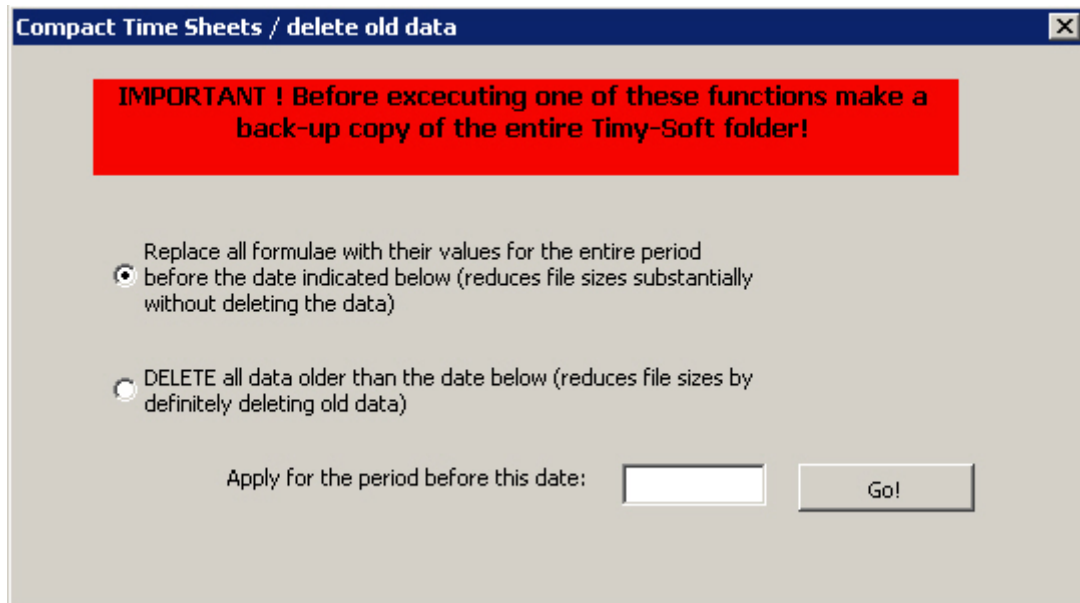 Compact Time Sheets / delete old data
IMPORTANT ! Before excecuting one of these functions make a
back-up copy of the entire Timy-Soft folder!
Replace all formulae with their values for the entire period
before the date indicated below (reduces file sizes substantially
without deleting the data)
DELETE all data older than the date below (reduces file sizes by
definitely deleting old data)
Apply for the period before this date:
Go!